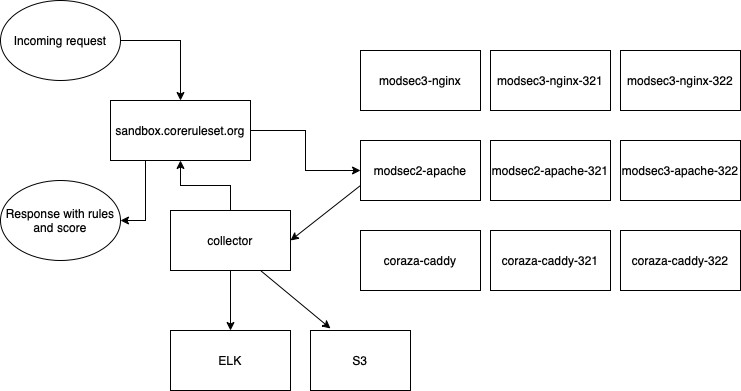 Incoming request
modsec3-nginx
modsec3-nginx-321
modsec3-nginx-322
sandbox.coreruleset.org
modsec2-apache
modsec2-apache-321
modsec3-apache-322
Response with rules
and score
collector
coraza-caddy
coraza-caddy-321
coraza-caddy-322
ELK
S3